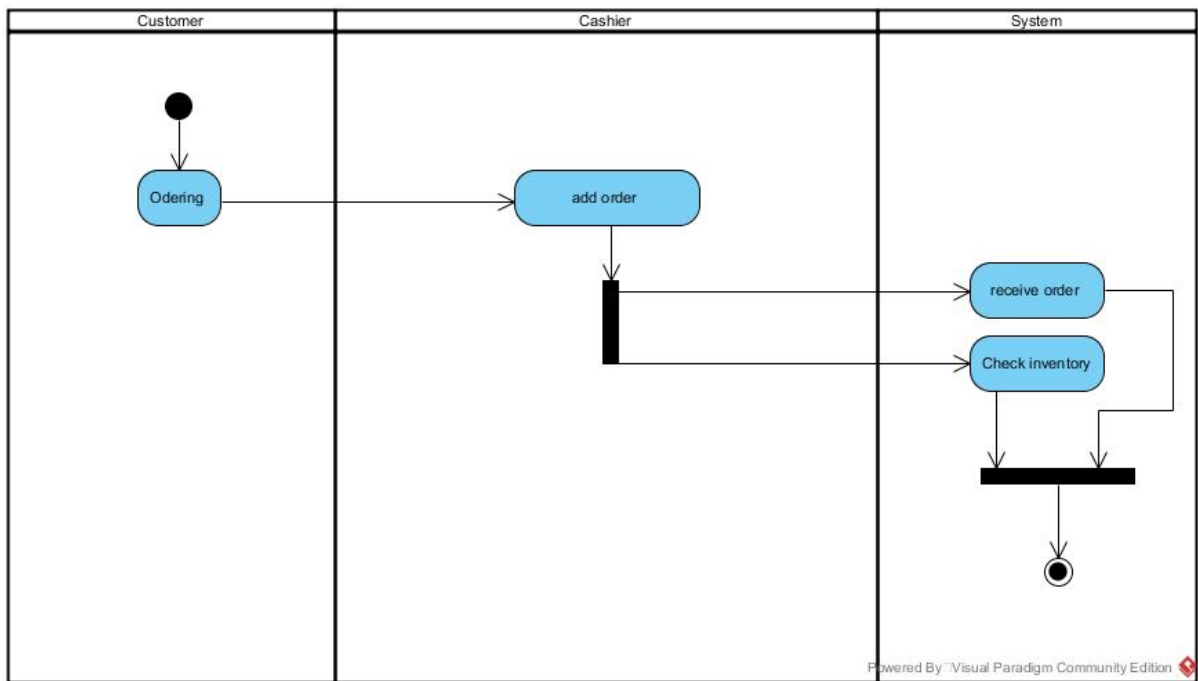 Customer
Cashier
System
Odering
add order
receive order
Check inventory
Powered By Visual Paradigm Community Edition